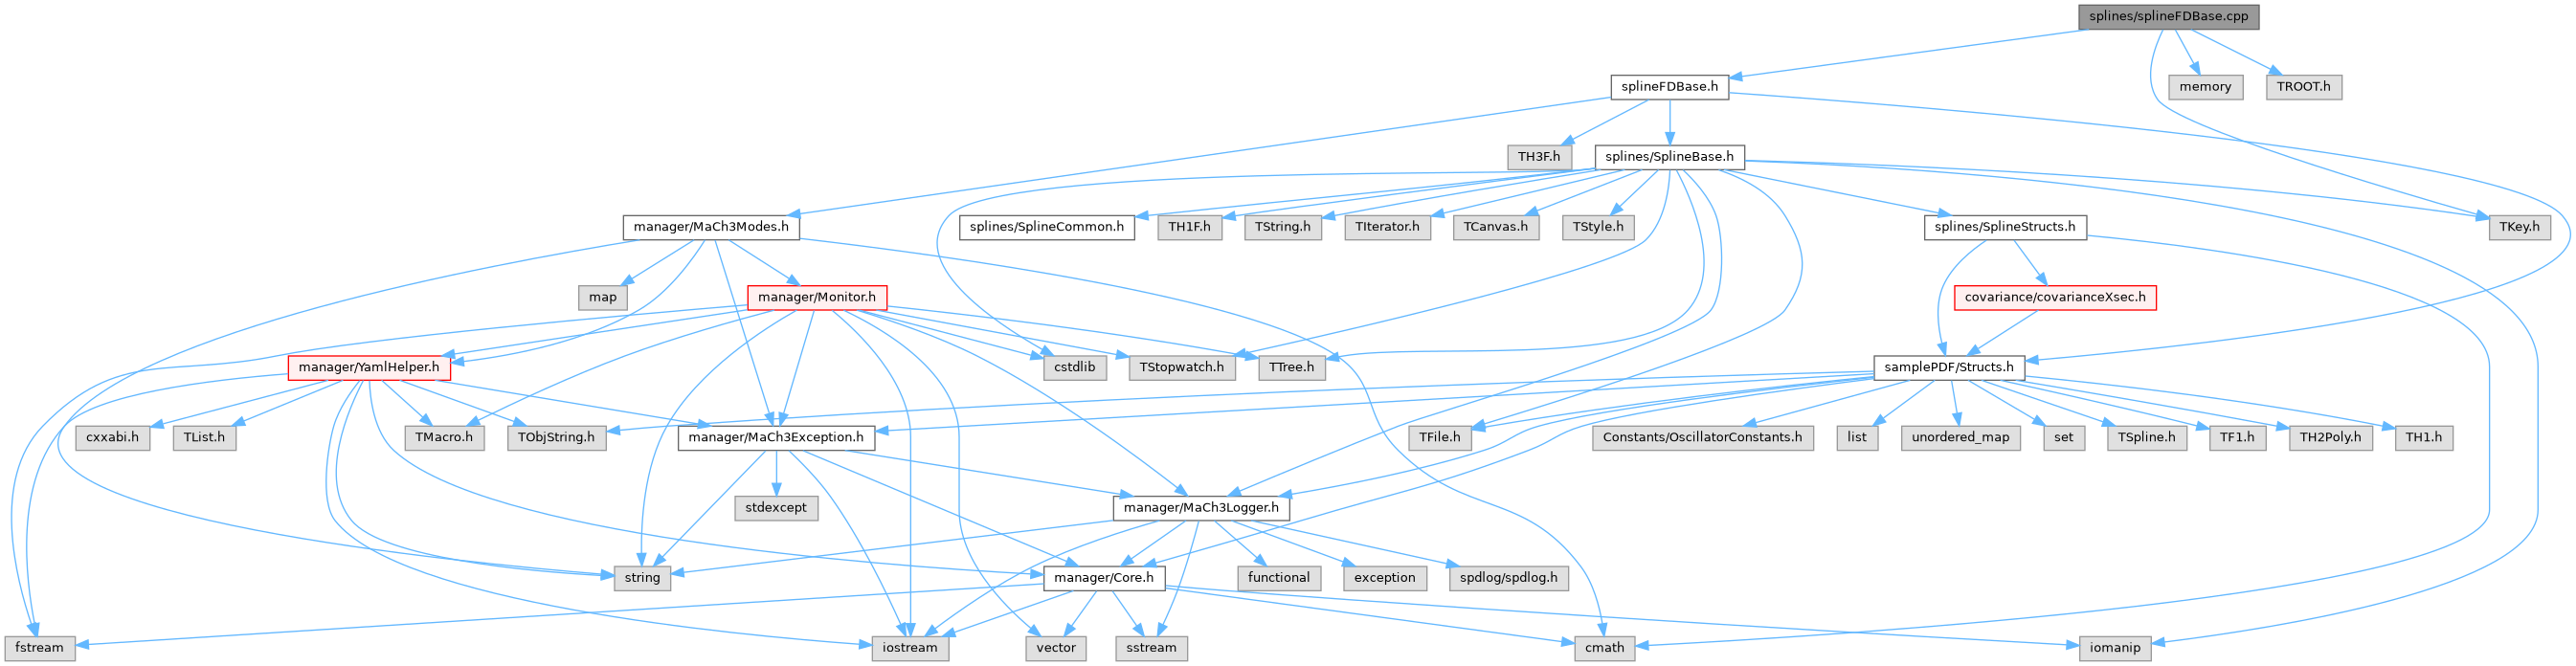 splines/splineFDBase.cpp
splineFDBase.h
memory
TROOT.h
TH3F.h
splines/SplineBase.h
manager/MaCh3Modes.h
splines/SplineCommon.h
TH1F.h
TString.h
TIterator.h
TCanvas.h
TStyle.h
splines/SplineStructs.h
TKey.h
map
manager/Monitor.h
covariance/covarianceXsec.h
manager/YamlHelper.h
cstdlib
TStopwatch.h
TTree.h
samplePDF/Structs.h
cxxabi.h
TList.h
TMacro.h
TObjString.h
manager/MaCh3Exception.h
TFile.h
Constants/OscillatorConstants.h
list
unordered_map
set
TSpline.h
TF1.h
TH2Poly.h
TH1.h
stdexcept
manager/MaCh3Logger.h
string
manager/Core.h
functional
exception
spdlog/spdlog.h
fstream
iostream
vector
sstream
cmath
iomanip